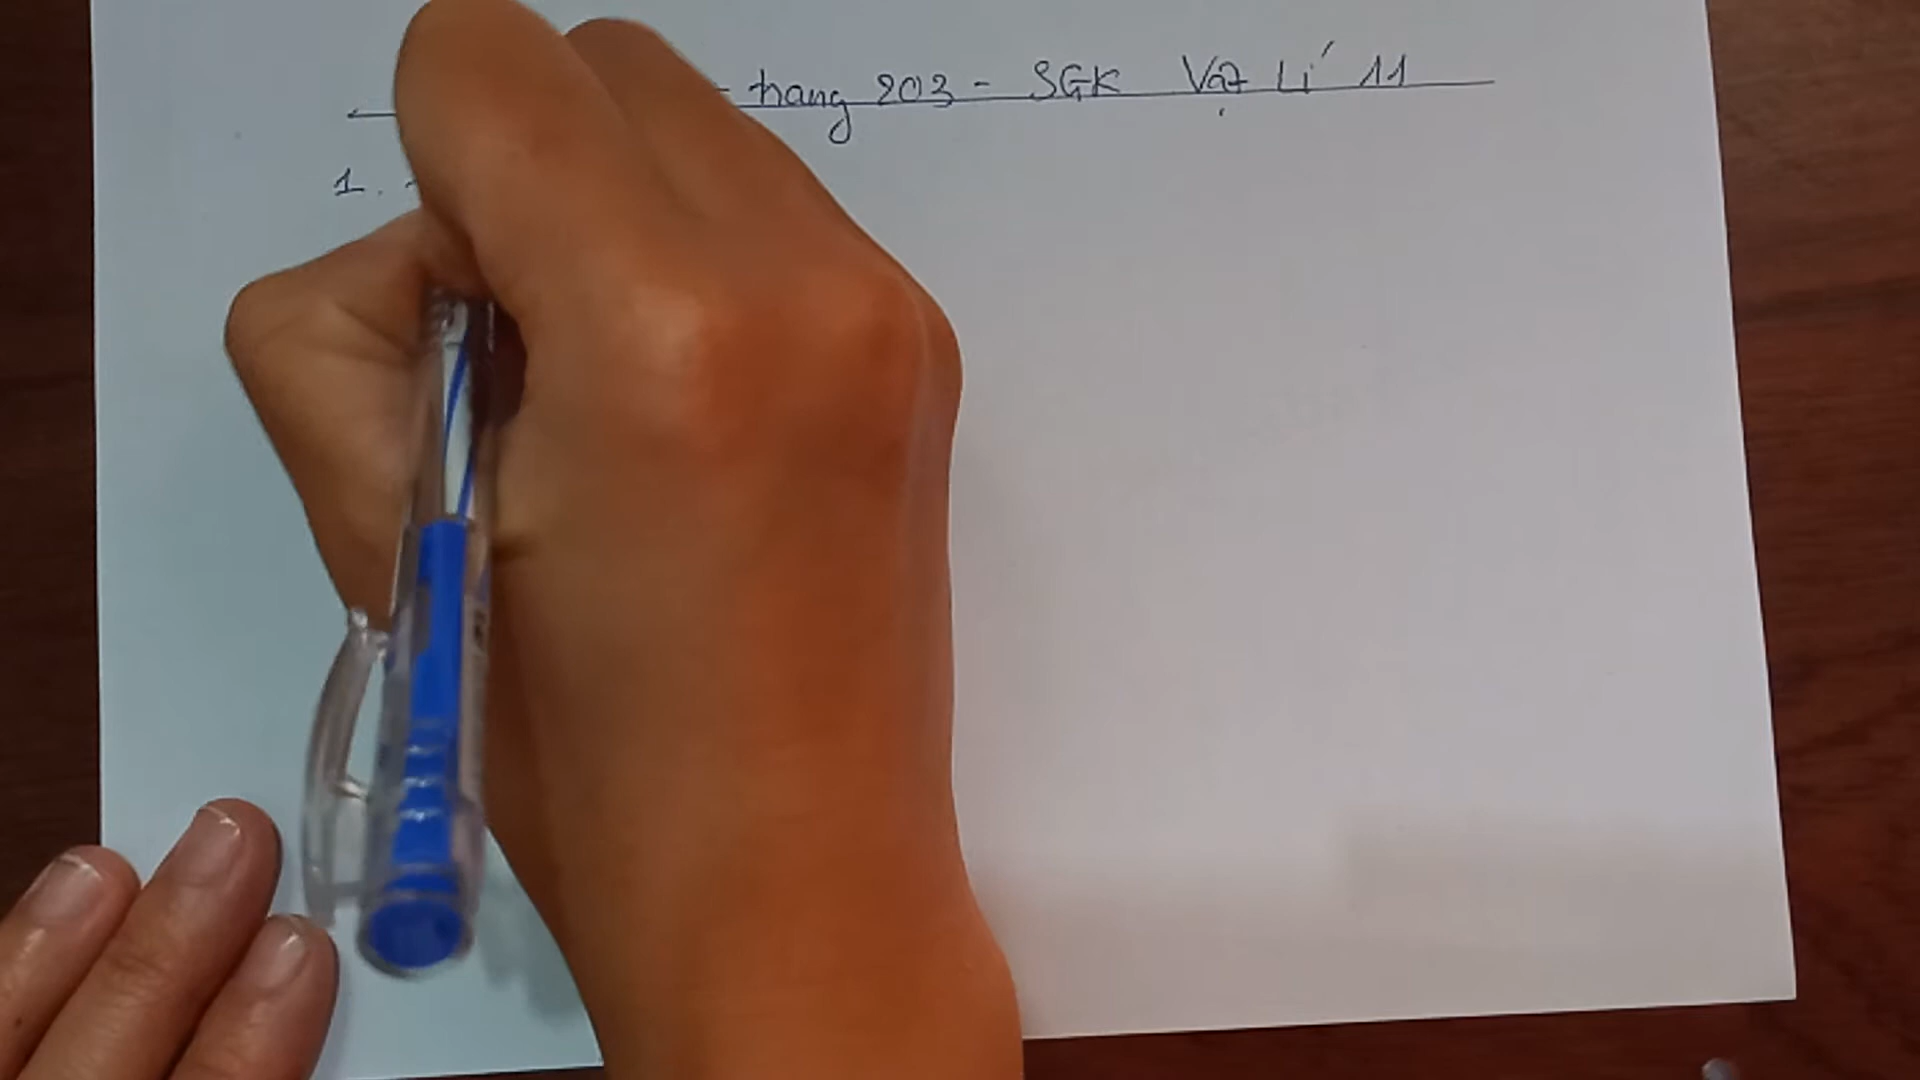 - trang 203 - SGK Vật Lí 11
1.